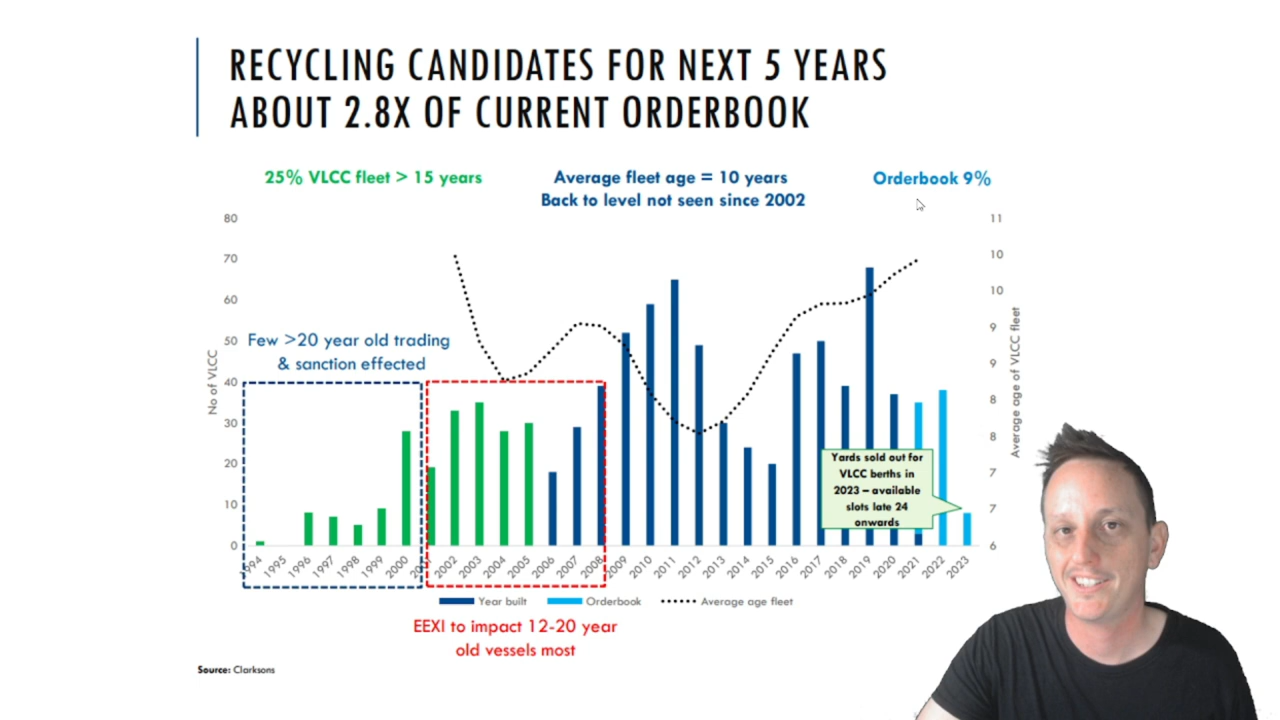 RECYCLING CANDIDATES FOR NEXT 5 YEARS
ABOUT 2.8X OF CURRENT ORDERBOOK
25% VLCC fleet > 15 years
Average fleet age = 10 years
Back to level not seen since 2002
Orderbook 9%
80
70
60
50
40
30
20
10
0
No of VLCC
11
10
10
9
9
8
8
7
7
6
Average age of VLCC fleet
Few >20 year old trading
& sanction effected
Yards sold out for
VLCC berths in
2023 – available
slots late 24
onwards
1995
1996
1997
1998
1999
2000
2002
2003
2004
2005
2006
2007
2008
2010
2011
2012
2013
2014
2015
2016
2017
2018
2019
2020
2021
2022
2023
Year built
Orderbook
Average age fleet
EEXI to impact 12-20 year
old vessels most
Source: Clarksons